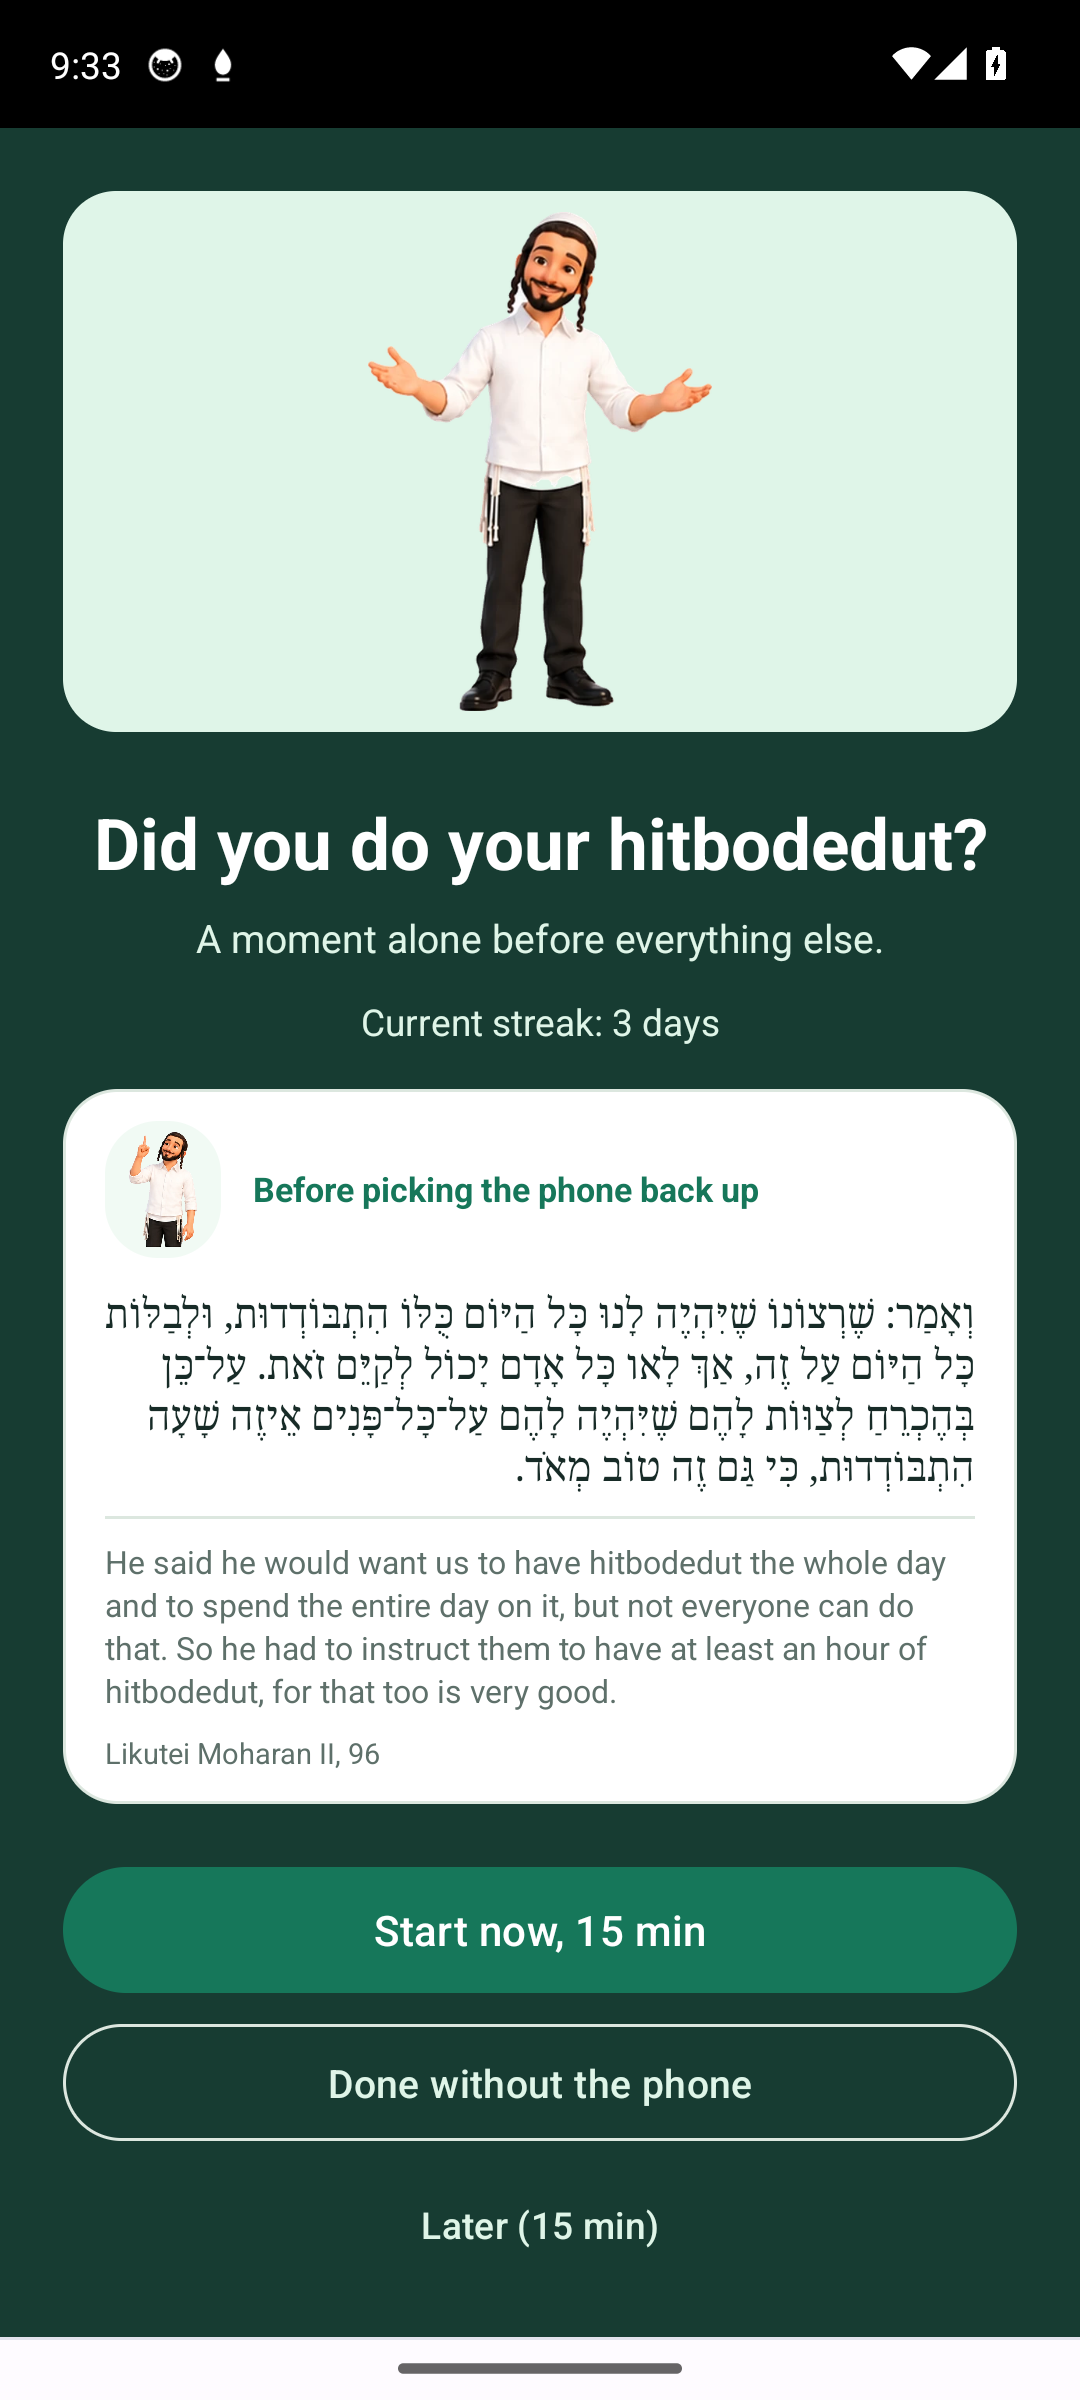 9:33
Did you do your hitbodedut?
A moment alone before everything else.
Current streak: 3 days
Before picking the phone back up
וְאָמַר: שֶׁרְצוֹנוֹ שֶׁיִּהְיֶה לָנוּ כָּל הַיּוֹם כֻּלּוֹ הִתְבּוֹדְדוּת, וּלְבַלּוֹת
כָּל הַיּוֹם עַל זֶה, אַךְ לָאו כָּל אָדָם יָכוֹל לְקַיֵּם זֹאת. עַל־כֵּן
בְּהֶכְרֵחַ לְצַוּוֹת לָהֶם שֶׁיִּהְיֶה לָהֶם עַל־כָּל־פָּנִים אֵיזֶה שָׁעָה
הִתְבּוֹדְדוּת, כִּי גַּם זֶה טוֹב מְאֹד.
He said he would want us to have hitbodedut the whole day
and to spend the entire day on it, but not everyone can do
that. So he had to instruct them to have at least an hour of
hitbodedut, for that too is very good.
Likutei Moharan II, 96
Start now, 15 min
Done without the phone
Later (15 min)